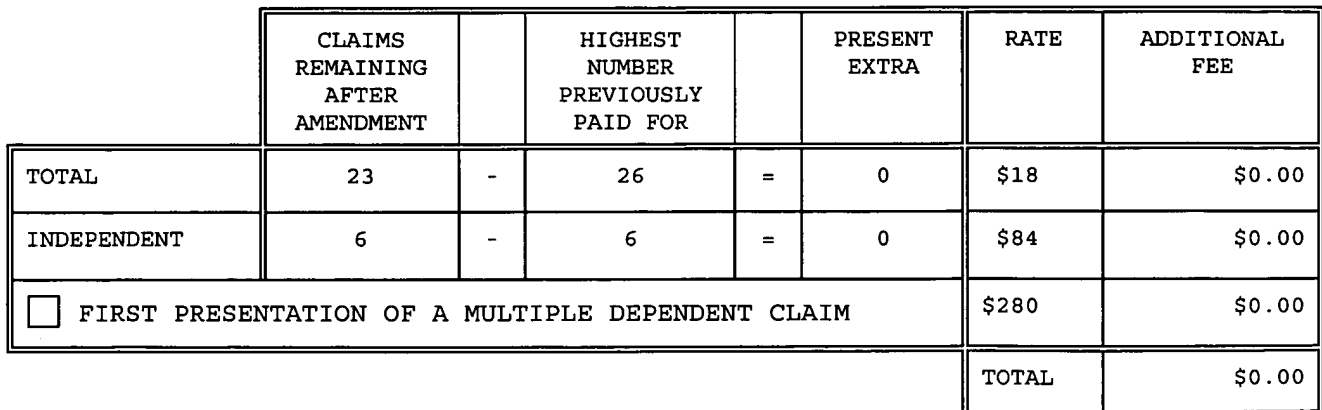 CLAIMS REMAINING AFTER AMENDMENT HIGHEST NUMBER PREVIOUSLY PAID FOR PRESENT EXTRA RATE ADDITIONAL FEE
TOTAL 23 - 26 = 0 $18 $0.00
INDEPENDENT 6 - 6 = 0 $84 $0.00
FIRST PRESENTATION OF A MULTIPLE DEPENDENT CLAIM $280 $0.00
TOTAL $0.00